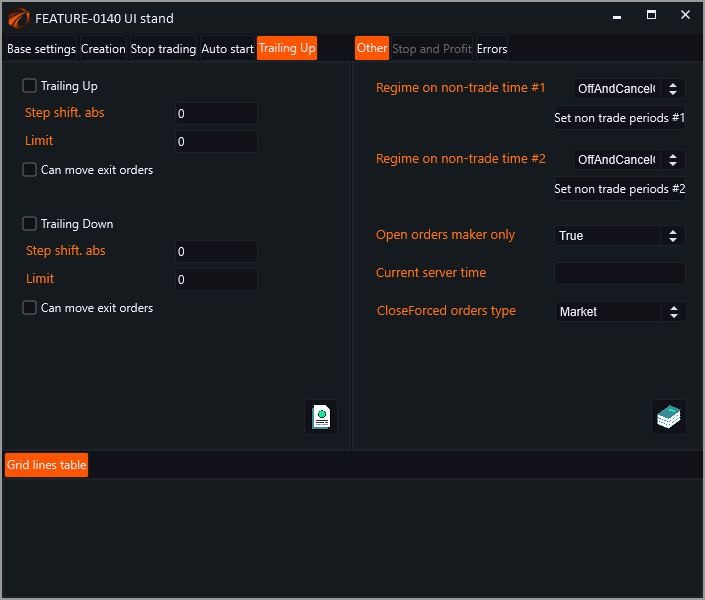 FEATURE-0140 UI stand
Base settings Creation Stop trading Auto start Trailing Up
Other Stop and Profit Errors
Trailing Up
Step shift. abs 0
Limit 0
Can move exit orders
Trailing Down
Step shift. abs 0
Limit 0
Can move exit orders
Regime on non-trade time #1 OffAndCancel
Set non trade periods #1
Regime on non-trade time #2 OffAndCancel
Set non trade periods #2
Open orders maker only True
Current server time
CloseForced orders type Market
Grid lines table